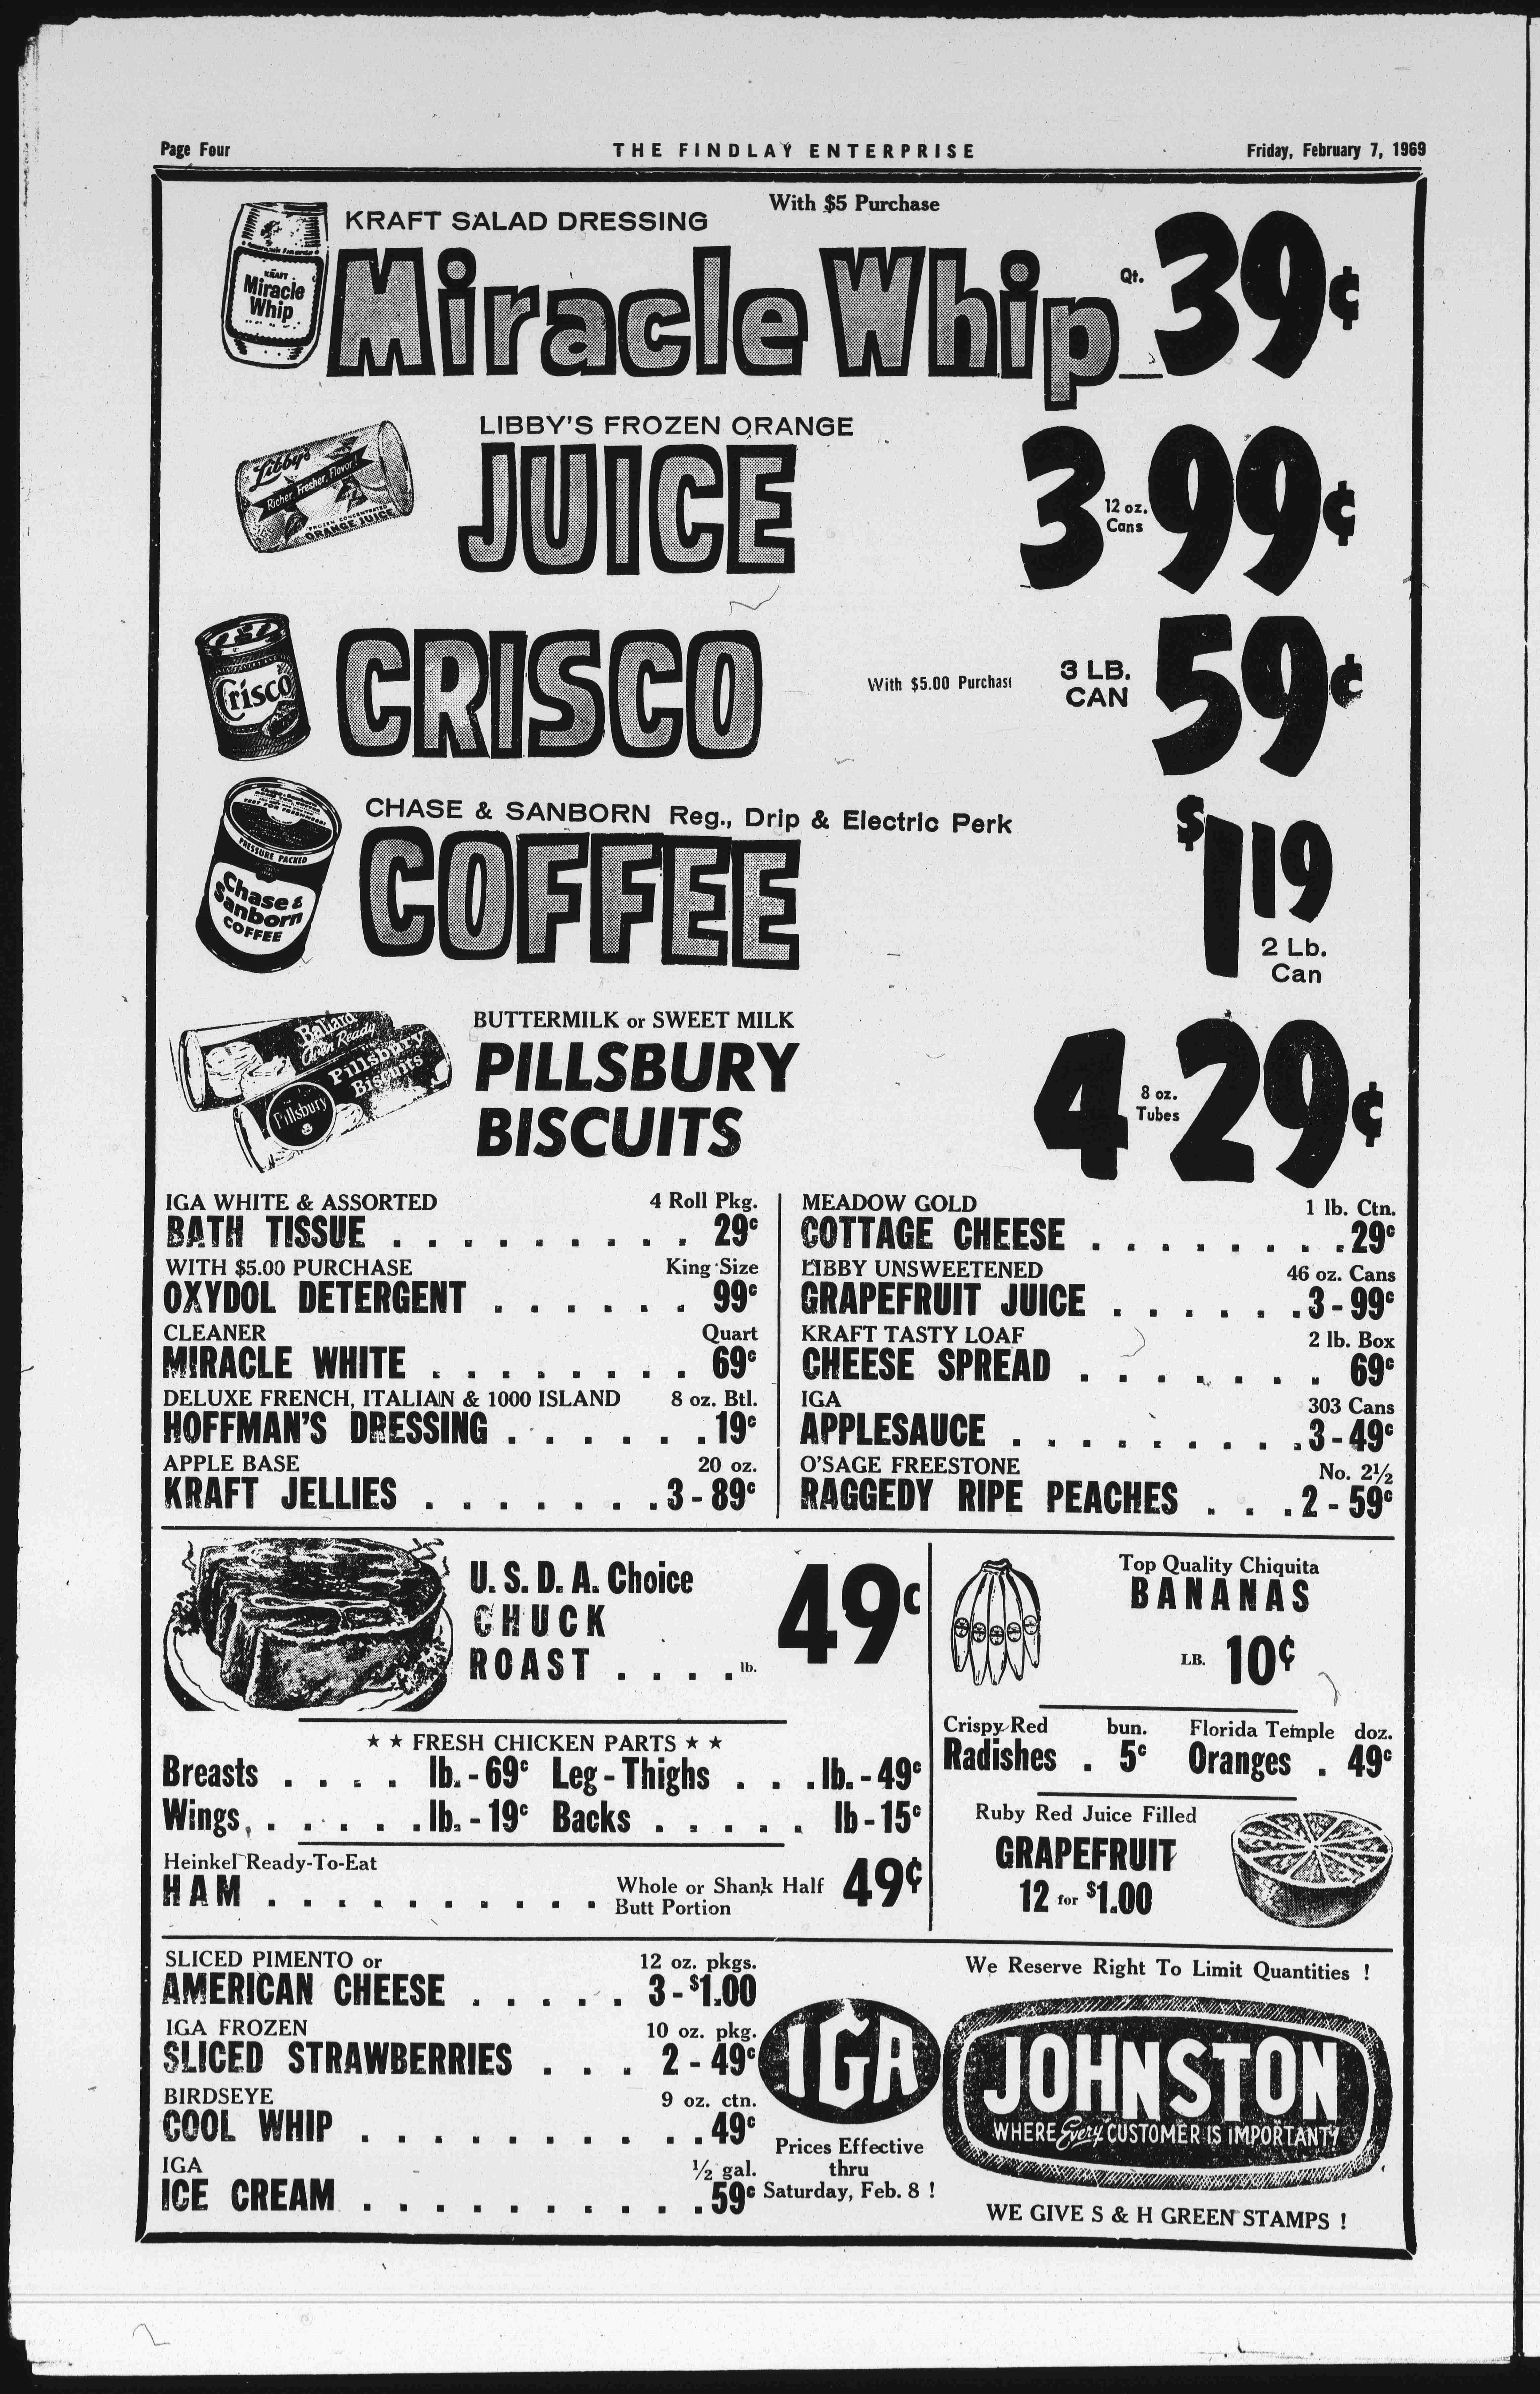 Page Four
THE FINDLAY ENTERPRISE
Friday, February 7, 1969
With $5 Purchase
KRAFT SALAD DRESSING
KRAFT
Miracle
Whip
Miracle Whip
Qt.
39¢
LIBBY'S FROZEN ORANGE
JUICE
Libby's
Richer, Fresher, Flavor!
FROZEN CONCENTRATED
ORANGE JUICE
3 12 oz. Cans 99¢
Crisco
CRISCO
With $5.00 Purchase
3 LB.
CAN
59¢
CHASE & SANBORN Reg., Drip & Electric Perk
COFFEE
PRESSURE PACKED
Chase &
Sanborn
COFFEE
$1 19
2 Lb.
Can
Ballard
Oven Ready
Pillsbury
Biscuits
Pillsbury
BUTTERMILK or SWEET MILK
PILLSBURY
BISCUITS
4 8 oz. Tubes 29¢
IGA WHITE & ASSORTED 4 Roll Pkg.
BATH TISSUE . . . . . . . . . . 29¢
WITH $5.00 PURCHASE King Size
OXYDOL DETERGENT . . . . . . 99¢
CLEANER Quart
MIRACLE WHITE . . . . . . . . 69¢
DELUXE FRENCH, ITALIAN & 1000 ISLAND 8 oz. Btl.
HOFFMAN'S DRESSING . . . . . . . 19¢
APPLE BASE 20 oz.
KRAFT JELLIES . . . . . . . 3 - 89¢
MEADOW GOLD 1 lb. Ctn.
COTTAGE CHEESE . . . . . . . . . 29¢
LIBBY UNSWEETENED 46 oz. Cans
GRAPEFRUIT JUICE . . . . . . . 3 - 99¢
KRAFT TASTY LOAF 2 lb. Box
CHEESE SPREAD . . . . . . . . 69¢
IGA 303 Cans
APPLESAUCE . . . . . . . . . . 3 - 49¢
O'SAGE FREESTONE No. 2½
RAGGEDY RIPE PEACHES . . . 2 - 59¢
U. S. D. A. Choice
CHUCK
ROAST . . . . lb.
49¢
★ ★ FRESH CHICKEN PARTS ★ ★
Breasts . . . . lb. - 69¢ Leg - Thighs . . . lb. - 49¢
Wings, . . . . . . lb. - 19¢ Backs . . . . . lb - 15¢
Heinkel Ready-To-Eat
HAM . . . . . . . . . . .
Whole or Shank Half
Butt Portion
49¢
Top Quality Chiquita
BANANAS
LB. 10¢
Crispy Red bun.
Radishes . 5¢
Florida Temple doz.
Oranges . 49¢
Ruby Red Juice Filled
GRAPEFRUIT
12 for $1.00
SLICED PIMENTO or 12 oz. pkgs.
AMERICAN CHEESE . . . . . 3 - $1.00
IGA FROZEN 10 oz. pkg.
SLICED STRAWBERRIES . . . 2 - 49¢
BIRDSEYE 9 oz. ctn.
COOL WHIP . . . . . . . . . . . 49¢
IGA ½ gal.
ICE CREAM . . . . . . . . . . . 59¢
IGA
Prices Effective
thru
Saturday, Feb. 8 !
We Reserve Right To Limit Quantities !
JOHNSTON
WHERE Every CUSTOMER IS IMPORTANT
WE GIVE S & H GREEN STAMPS !